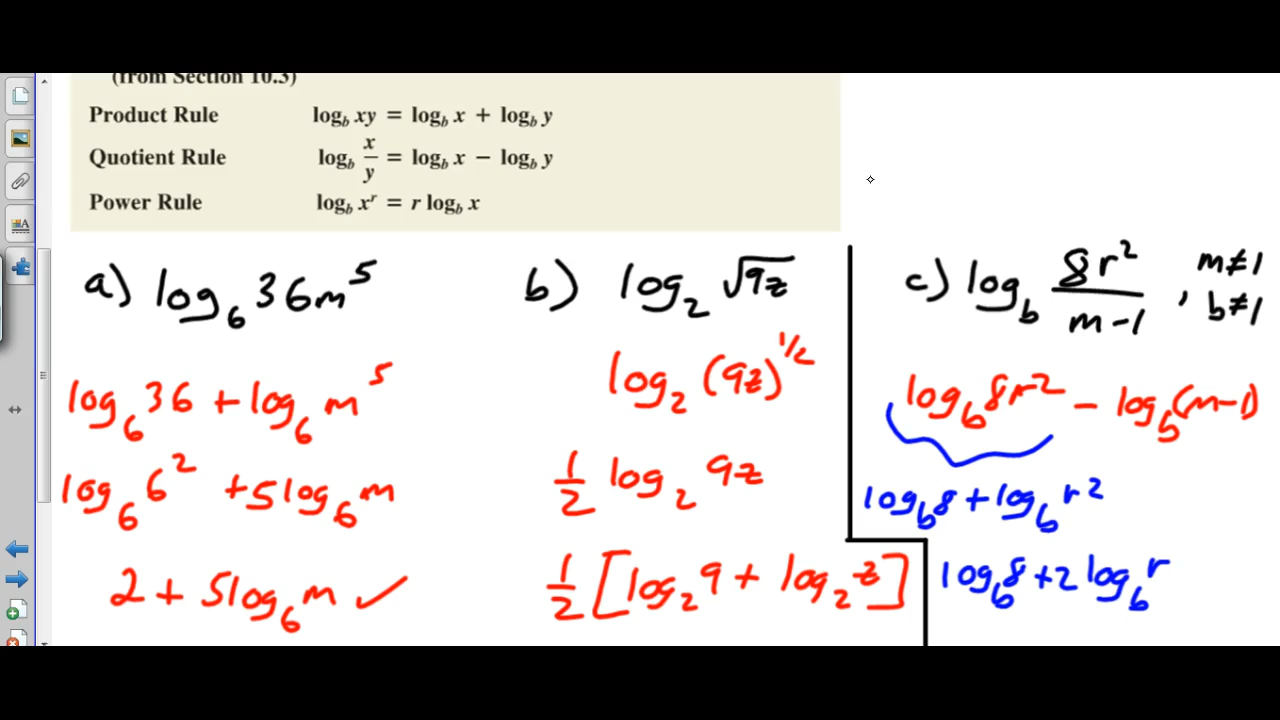 (from Section 10.3)
Product Rule log_b xy = log_b x + log_b y
Quotient Rule log_b x/y = log_b x − log_b y
Power Rule log_b x^r = r log_b x
a) log_6 36m^5
log_6 36 + log_6 m^5
log_6 6^2 + 5 log_6 m
2 + 5 log_6 m ✓
b) log_2 √9z
log_2 (9z)^1/2
1/2 log_2 9z
1/2 [log_2 9 + log_2 z]
c) log_b 8r^2/m-1 , m≠1
b≠1
log_b 8r^2 − log_b (m-1)
log_b 8 + log_b r^2
log_b 8 + 2 log_b r